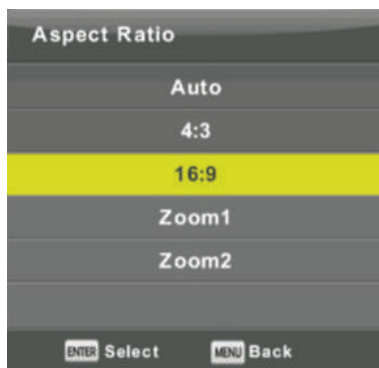 Aspect Ratio
Auto
4:3
16:9
Zoom1
Zoom2
ENTER Select MENU Back